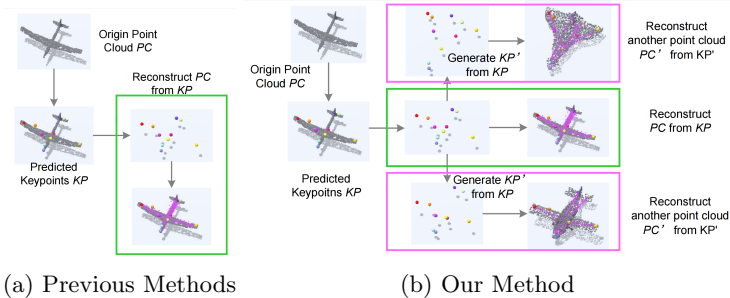 Origin Point
Cloud PC
Reconstruct PC
from KP
Predicted
Keypoints KP
(a) Previous Methods
Origin Point
Cloud PC
Predicted
Keypoitns KP
Generate KP'
from KP
Generate KP'
from KP
Reconstruct
another point cloud
PC' from KP'
Reconstruct
PC from KP
Reconstruct
another point cloud
PC' from KP'
(b) Our Method